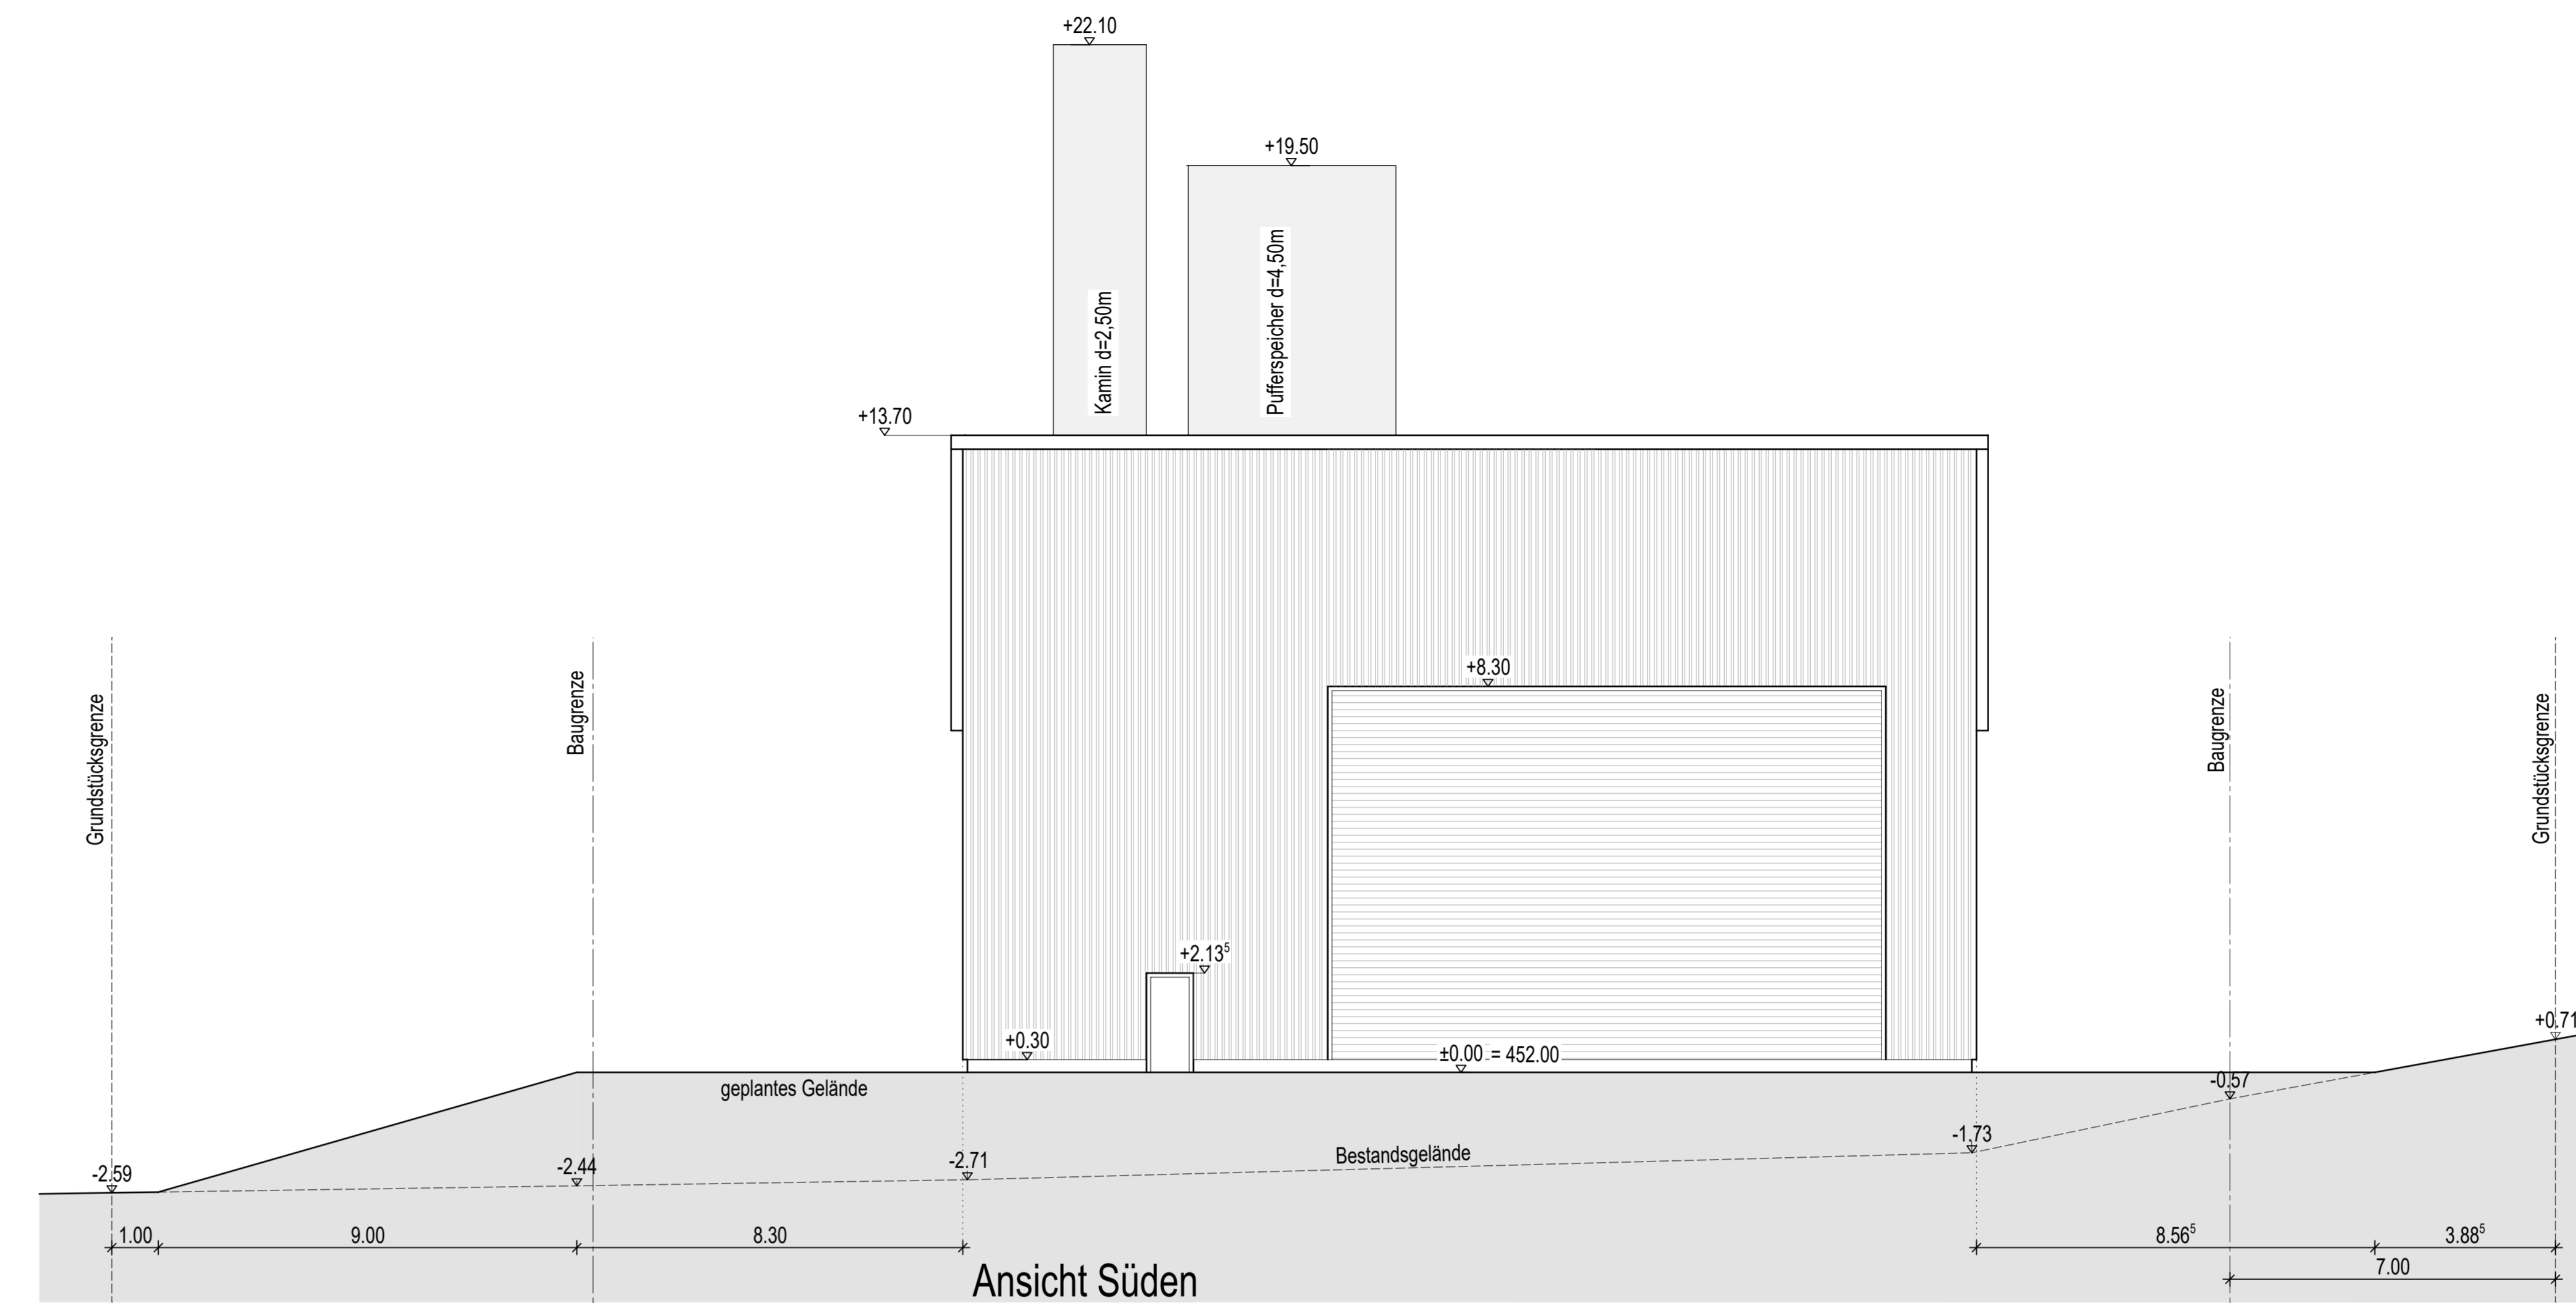 +22.10
+19.50
Kamin d=2,50m
Pufferspeicher d=4,50m
+13.70
Grundstücksgrenze
Baugrenze
+8.30
Baugrenze
Grundstücksgrenze
+2.13⁵
+0.30
±0.00 = 452.00
+0.71
geplantes Gelände
-0.57
-2.59
-2.44
-2.71
Bestandsgelände
-1.73
1.00
9.00
8.30
8.56⁵
3.88⁵
7.00
Ansicht Süden